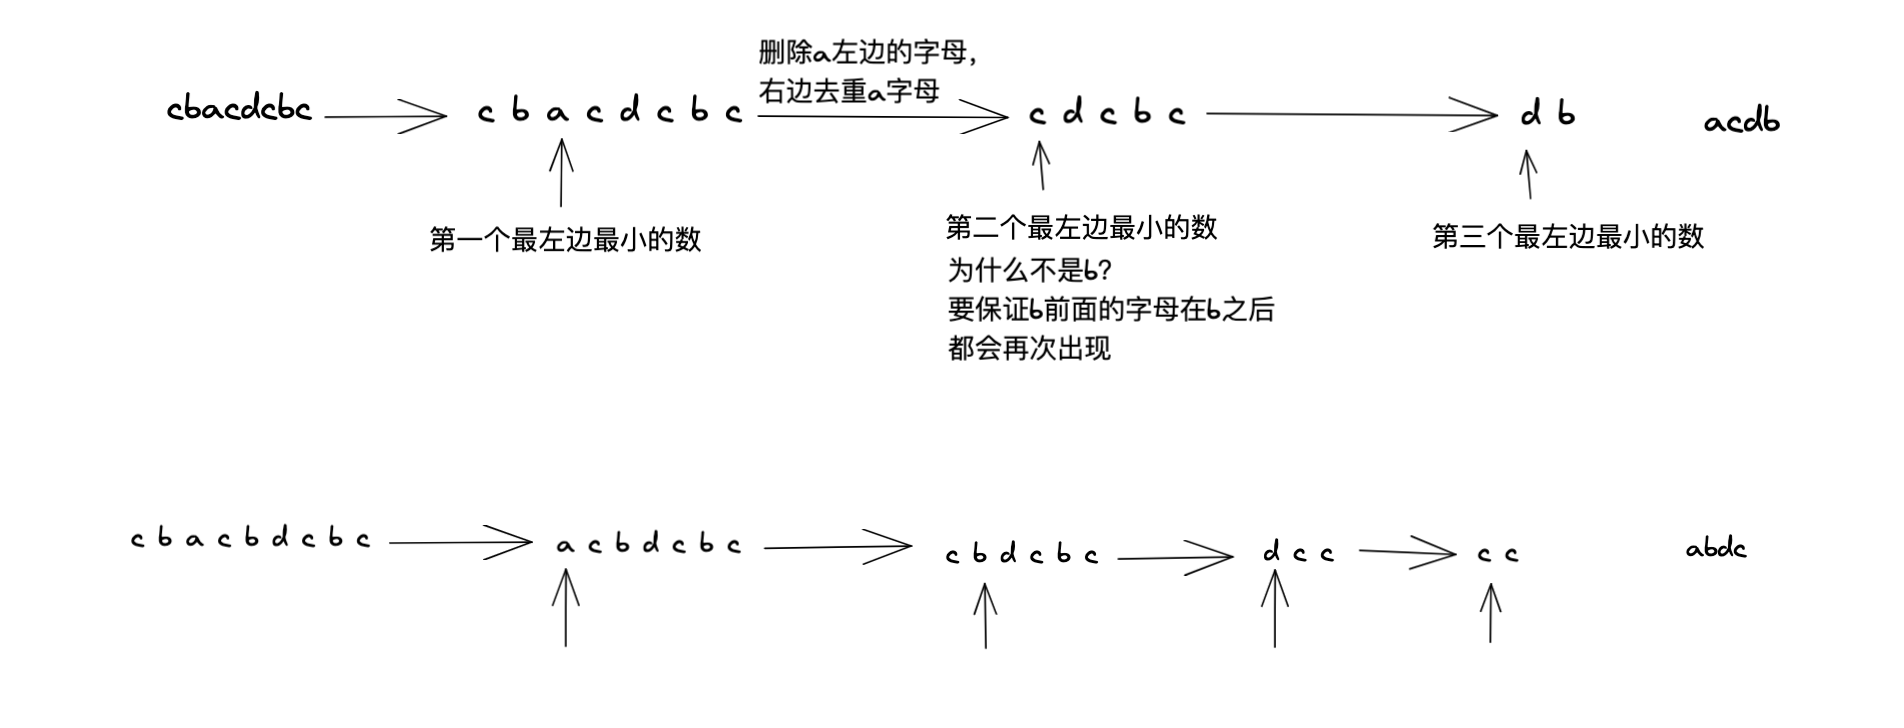 删除a左边的字母，
右边去重a字母
cbacdcbc
c b a c d c b c
c d c b c
d b
acdb
第一个最左边最小的数
第二个最左边最小的数
为什么不是b?
要保证b前面的字母在b之后
都会再次出现
第三个最左边最小的数
c b a c b d c b c
a c b d c b c
c b d c b c
d c c
c c
abdc